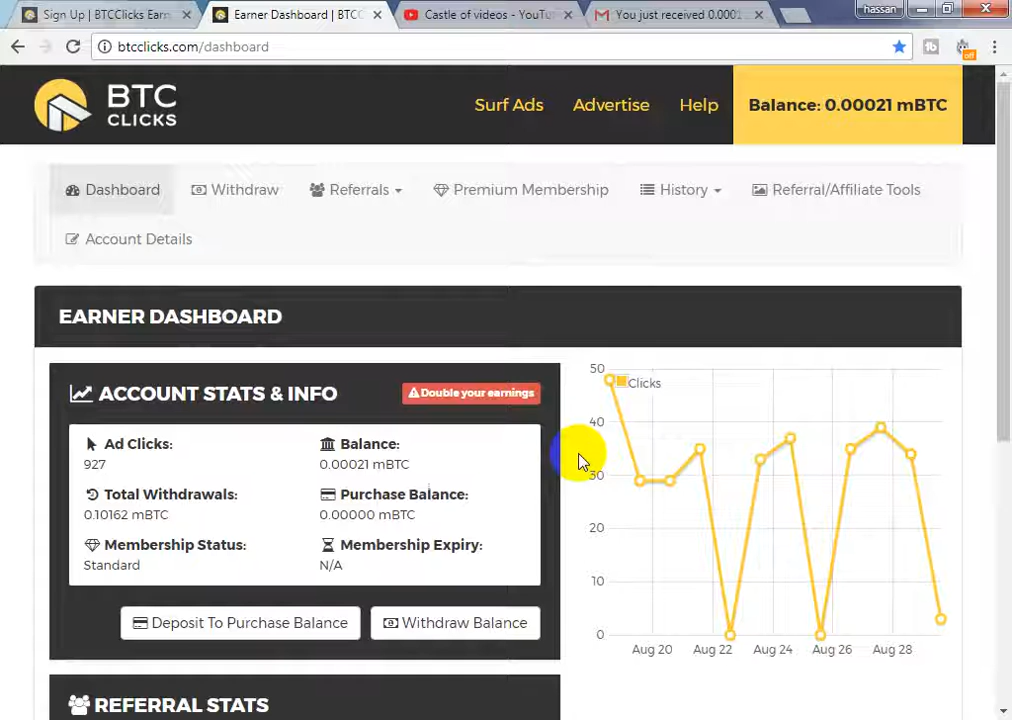 Sign Up | BTCClicks Earn
Earner Dashboard | BTCC
Castle of videos - YouTu
You just received 0.0001
hassan
btcclicks.com/dashboard
off
BTC
CLICKS
Surf Ads
Advertise
Help
Balance: 0.00021 mBTC
Dashboard
Withdraw
Referrals
Premium Membership
History
Referral/Affiliate Tools
Account Details
EARNER DASHBOARD
ACCOUNT STATS & INFO
Double your earnings
Ad Clicks:
927
Balance:
0.00021 mBTC
Total Withdrawals:
0.10162 mBTC
Purchase Balance:
0.00000 mBTC
Membership Status:
Standard
Membership Expiry:
N/A
Deposit To Purchase Balance
Withdraw Balance
REFERRAL STATS
Clicks
50
40
30
20
10
0
Aug 20
Aug 22
Aug 24
Aug 26
Aug 28